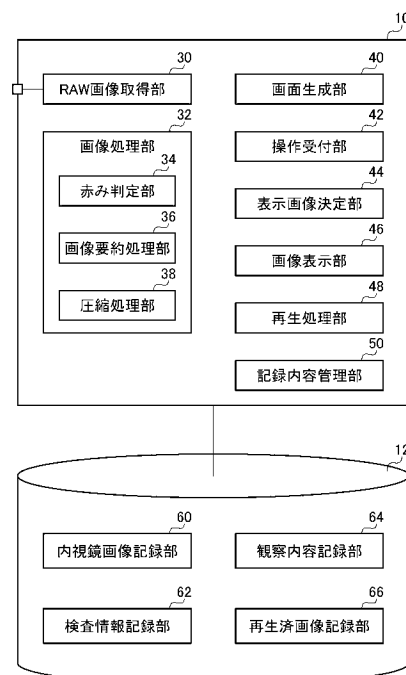 10
30
RAW画像取得部
32
画像処理部
34
赤み判定部
36
画像要約処理部
38
圧縮処理部
40
画面生成部
42
操作受付部
44
表示画像決定部
46
画像表示部
48
再生処理部
50
記録内容管理部
12
60
内視鏡画像記録部
64
観察内容記録部
62
検査情報記録部
66
再生済画像記録部